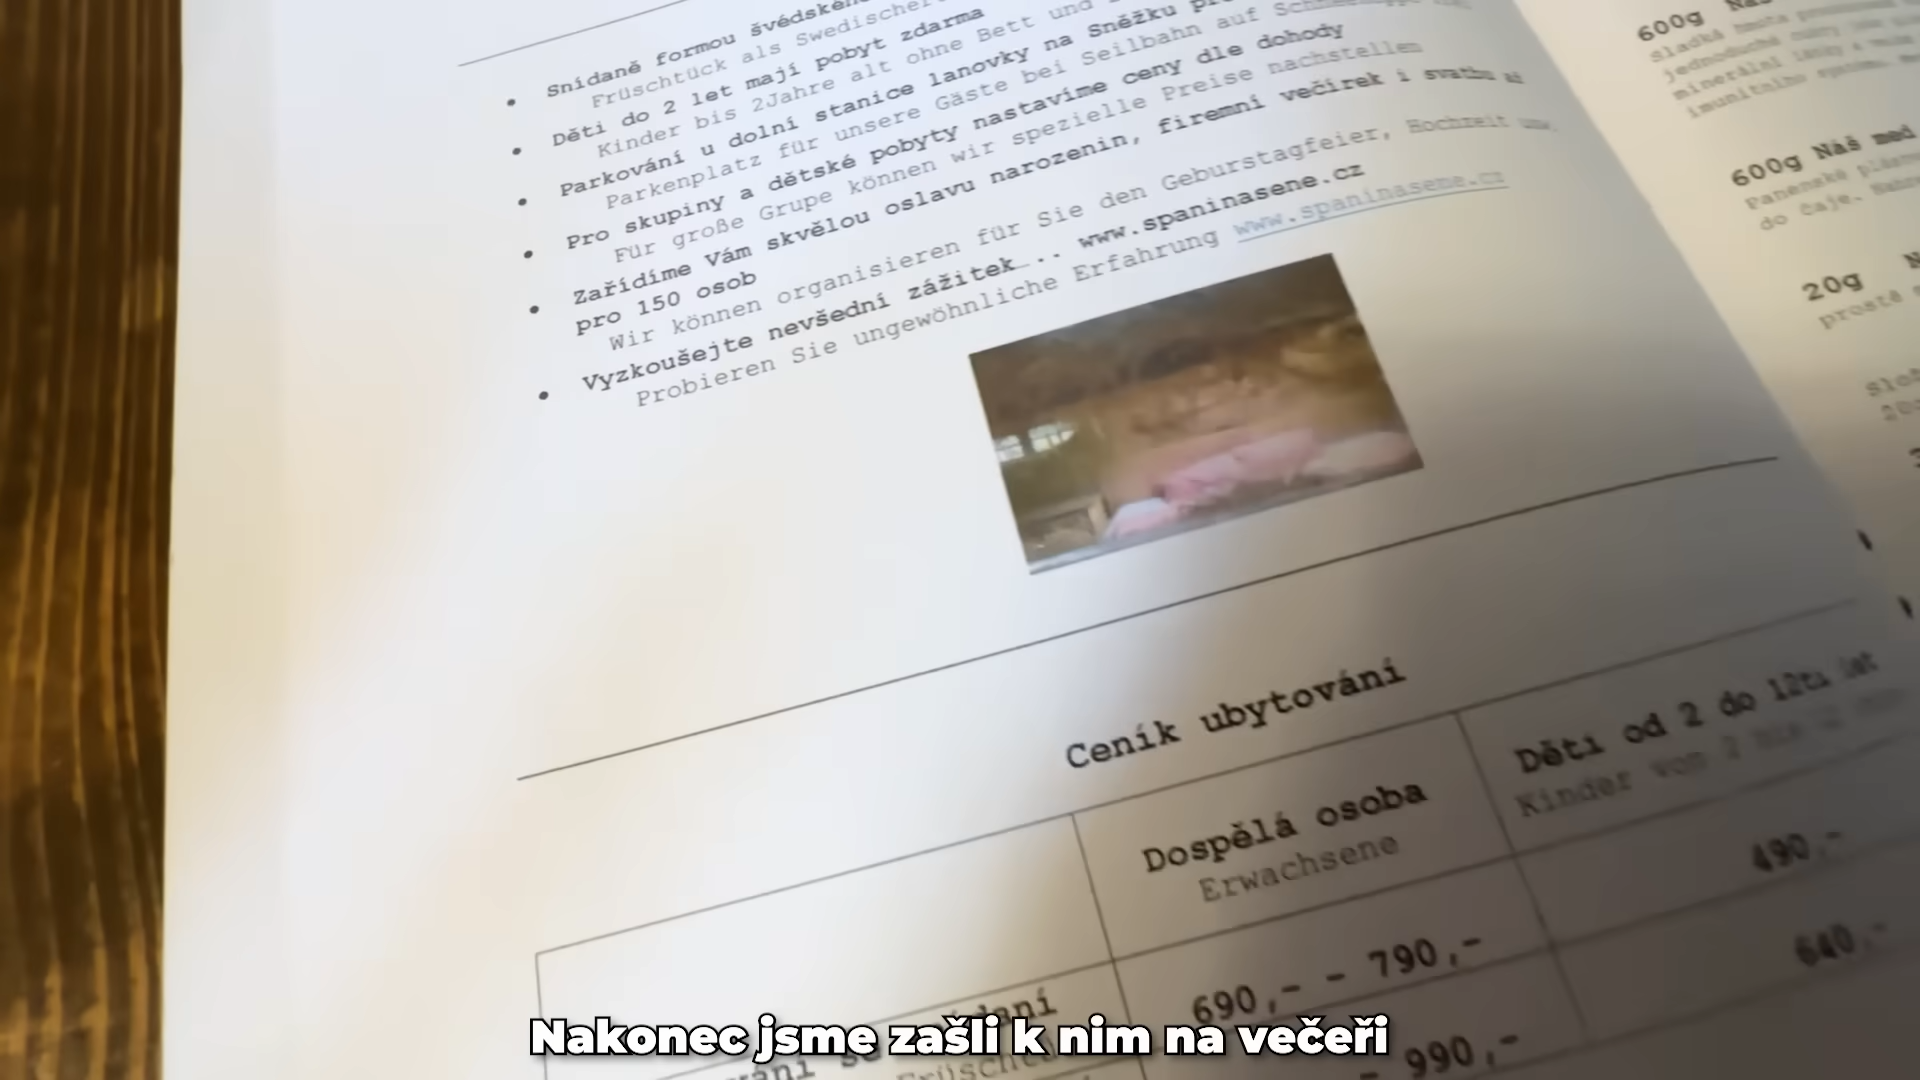 Snídaně formou švédského
Früschtück als Swedischer
Děti do 2 let mají pobyt zdarma
Kinder bis 2Jahre alt ohne Bett und
Parkování u dolní stanice lanovky na Sněžku
Parkenplatz für unsere Gäste bei Seilbahn auf
Pro skupiny a dětské pobyty nastavíme ceny dle dohody
Für große Grupe können wir spezielle Preise nachstellen
Zařídíme Vám skvělou oslavu narozenin, firemní večírek i svatbu až
pro 150 osob
Wir können organisieren für Sie den Geburstagfeier, Hochzeit
Vyzkoušejte nevšední zážitek... www.spaninasene.cz
Probieren Sie ungewöhnliche Erfahrung www.spaninasene.cz
Ceník ubytování
Dospělá osoba
Erwachsene
Děti od 2 do 12ti let
Kinder von 2
690,- - 790,-
490,-
- 990,-
640,-
600g
600g Náš med
do čaje.
20g
prostě
Nakonec jsme zašli k nim na večeři